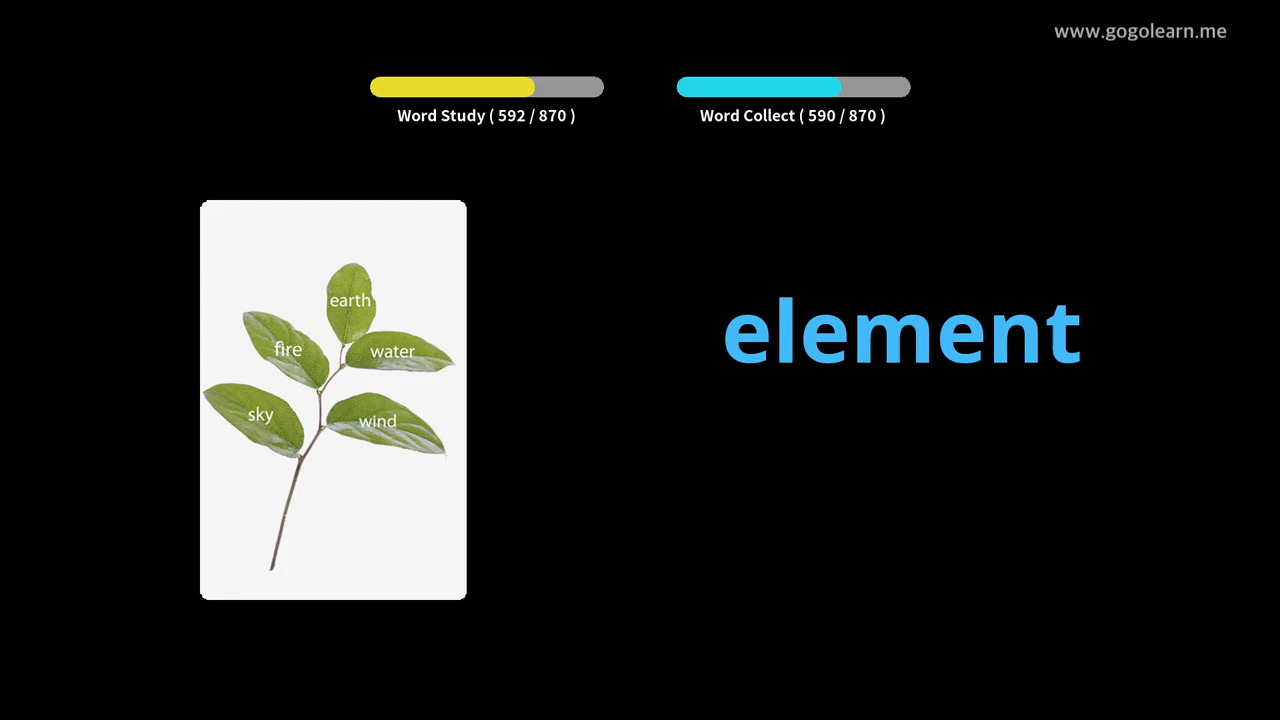 www.gogolearn.me
Word Study ( 592 / 870 )
Word Collect ( 590 / 870 )
earth
fire
water
sky
wind
element